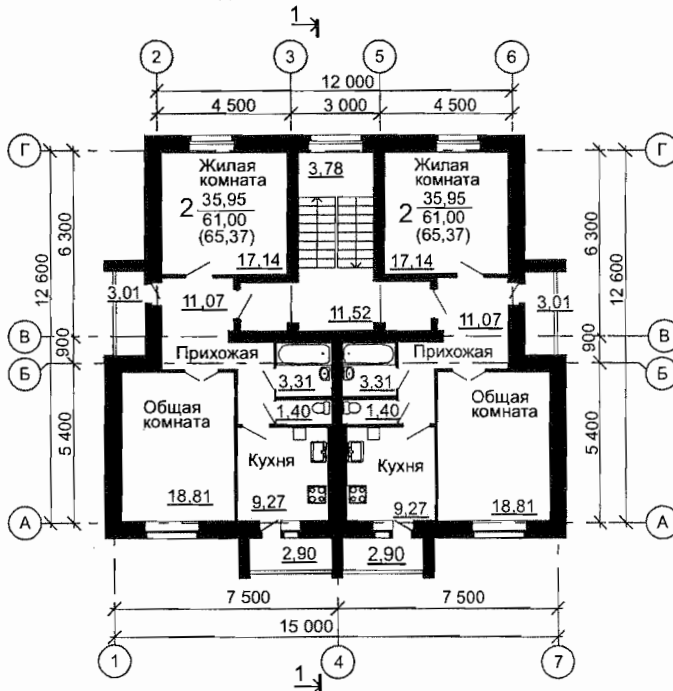 1
2 3 5 6
12 000
4 500 3 000 4 500
Г Г
Жилая
комната
3,78
Жилая
комната
2 35,95
61,00
(65,37)
2 35,95
61,00
(65,37)
17,14 17,14
6 300 6 300
12 600 12 600
3,01 3,01
11,07 11,52 11,07
В В
900 900
Прихожая Прихожая
Б Б
3,31 3,31
1,40 1,40
Общая
комната
Общая
комната
5 400 5 400
Кухня Кухня
18,81 9,27 9,27 18,81
А А
2,90 2,90
7 500 7 500
15 000
1 4 7
1